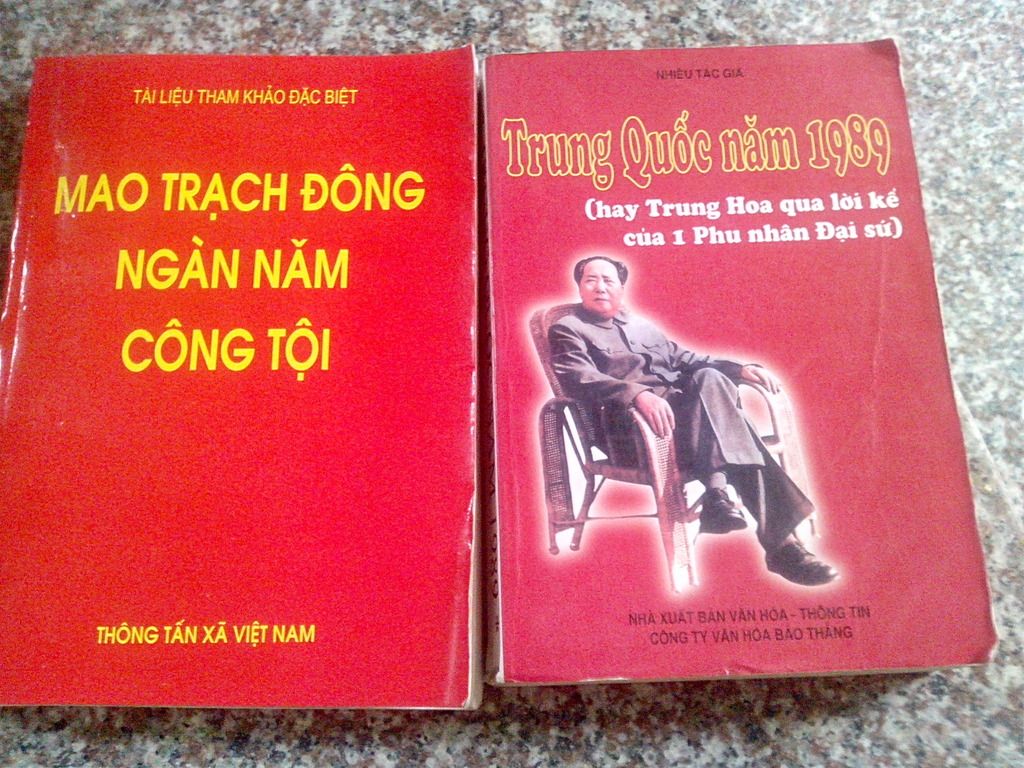 TÀI LIỆU THAM KHẢO ĐẶC BIỆT
MAO TRẠCH ĐÔNG
NGÀN NĂM
CÔNG TỘI
THÔNG TẤN XÃ VIỆT NAM
NHIỀU TÁC GIẢ
Trung Quốc năm 1989
(hay Trung Hoa qua lời kể
của 1 Phu nhân Đại sứ)
NHÀ XUẤT BẢN VĂN HÓA - THÔNG TIN
CÔNG TY VĂN HÓA BẢO THẮNG